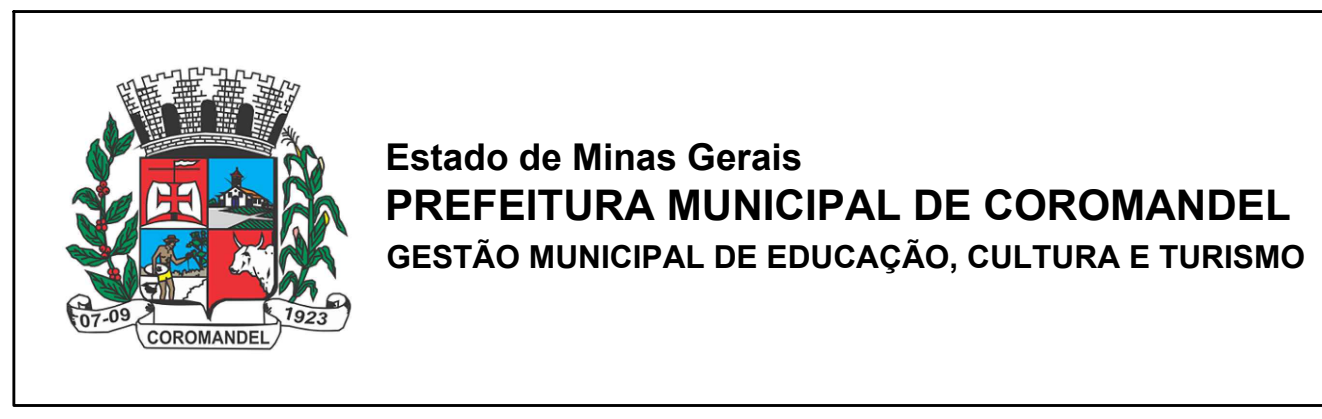 Estado de Minas Gerais
PREFEITURA MUNICIPAL DE COROMANDEL
GESTÃO MUNICIPAL DE EDUCAÇÃO, CULTURA E TURISMO
07-09
1923
COROMANDEL